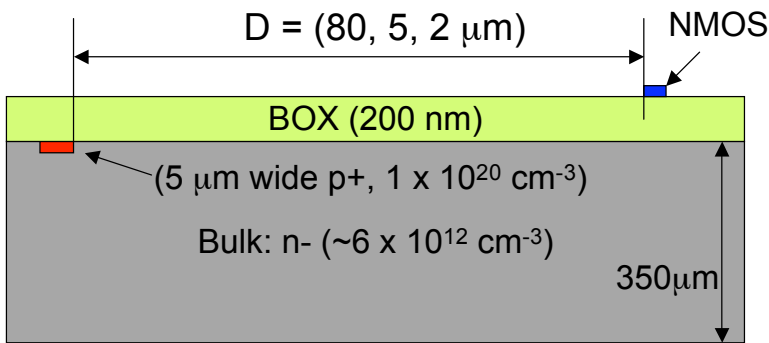 D = (80, 5, 2 μm)
NMOS
BOX (200 nm)
(5 μm wide p+, 1 x 10²⁰ cm⁻³)
Bulk: n- (~6 x 10¹² cm⁻³)
350μm